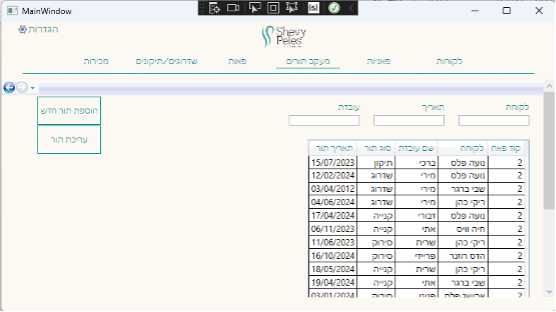 MainWindow
הגדרות
Shevy
Peles
לקוחות פאניות מעקב תורים פאות שדרוגים/תיקונים מכירות
לקוחה תאריך עובדת
הוספת תור חדש
עריכת תור
קוד פאה לקוחה שם עובדת סוג תור תאריך תור
2 נועה פלס ברכי תיקון 15/07/2023
2 נועה פלס מירי שדרוג 12/02/2024
2 שבי ברגר מירי שדרוג 03/04/2012
2 ריקי כהן מירי שדרוג 04/06/2024
2 נועה פלס דבורי קנייה 17/04/2024
2 חיה וויס אתי קנייה 06/11/2023
2 ריקי כהן שרית סירוק 11/06/2023
2 הדס רוזנר פריידי סירוק 16/10/2024
2 ריקי כהן שרית קנייה 18/05/2024
2 שבי ברגר אתי קנייה 19/04/2024
2 פלס סירוק 03/01/2024